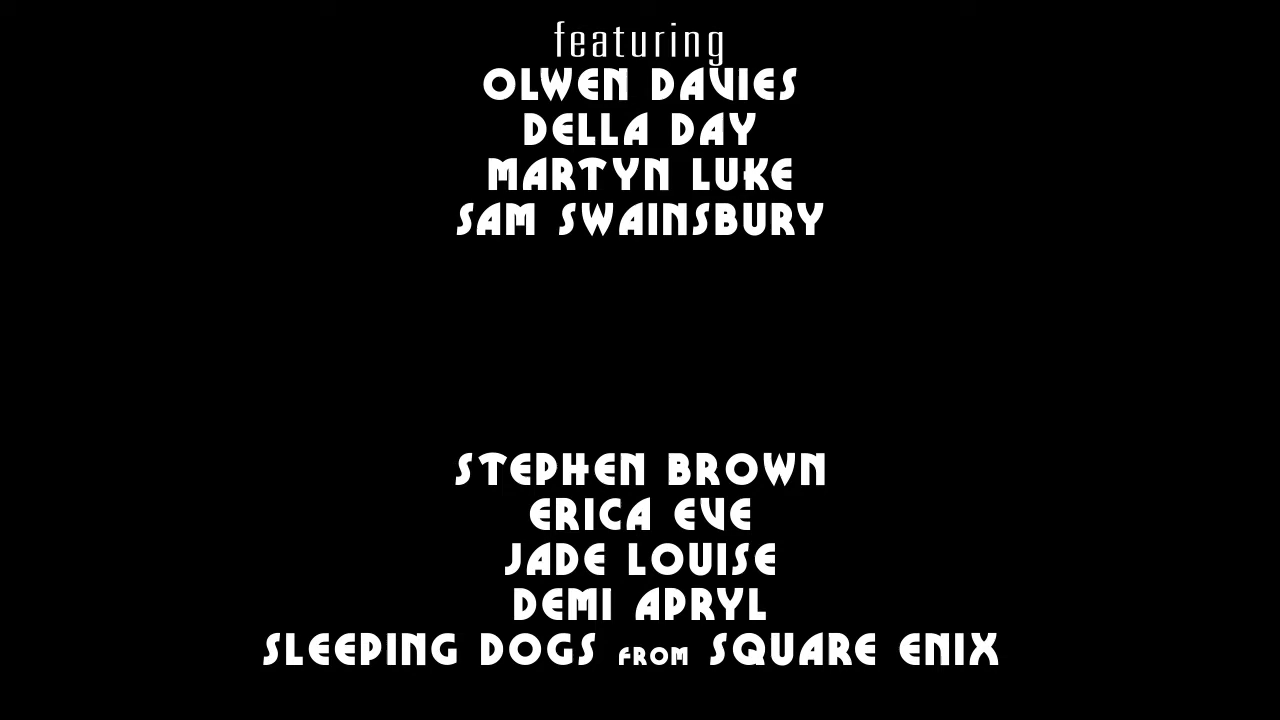 featuring
OLWEN DAVIES
DELLA DAY
MARTYN LUKE
SAM SWAINSBURY
STEPHEN BROWN
ERICA EVE
JADE LOUISE
DEMI APRYL
SLEEPING DOGS FROM SQUARE ENIX